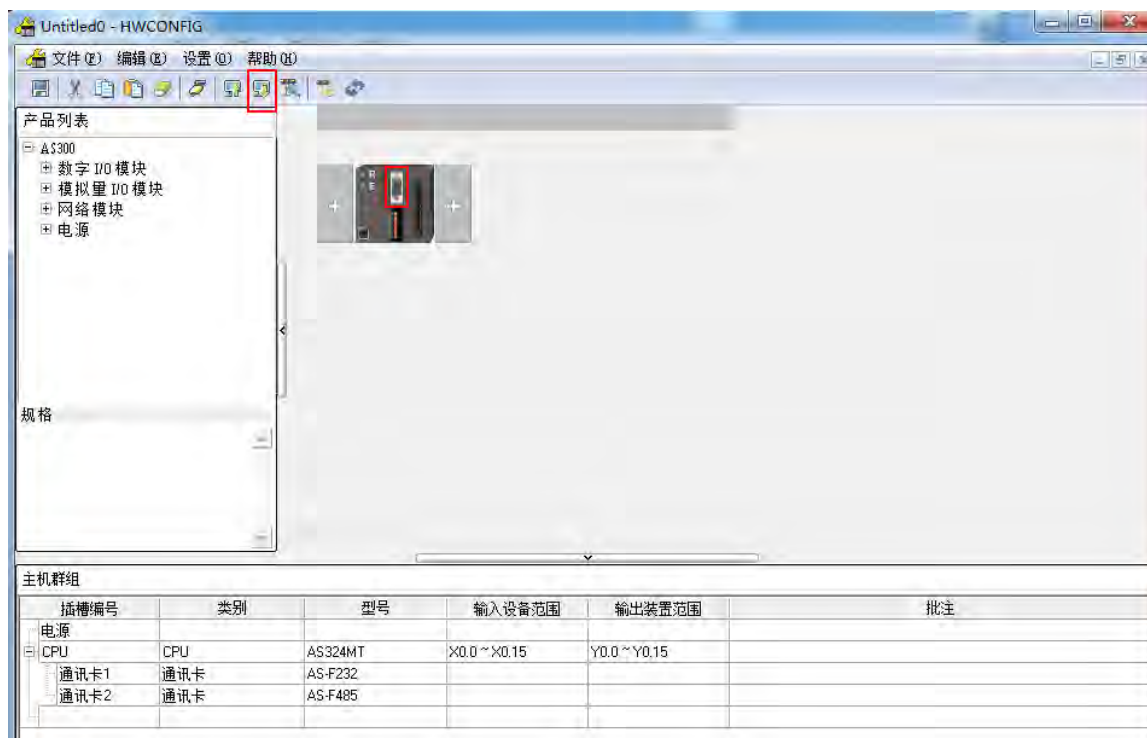 Untitled0 - HWCONFIG
文件(F) 编辑(E) 设置(O) 帮助(H)
产品列表
AS300
数字 I/O 模块
模拟量 I/O 模块
网络模块
电源
R
E
规格
主机群组
插槽编号 类别 型号 输入设备范围 输出装置范围 批注
电源
CPU CPU AS324MT X0.0 ~ X0.15 Y0.0 ~ Y0.15
通讯卡1 通讯卡 AS-F232
通讯卡2 通讯卡 AS-F485